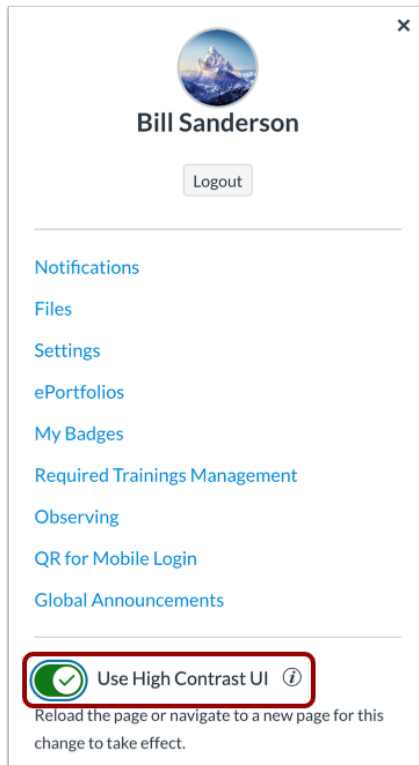 Bill Sanderson
Logout
Notifications
Files
Settings
ePortfolios
My Badges
Required Trainings Management
Observing
QR for Mobile Login
Global Announcements
Use High Contrast UI i
Reload the page or navigate to a new page for this
change to take effect.